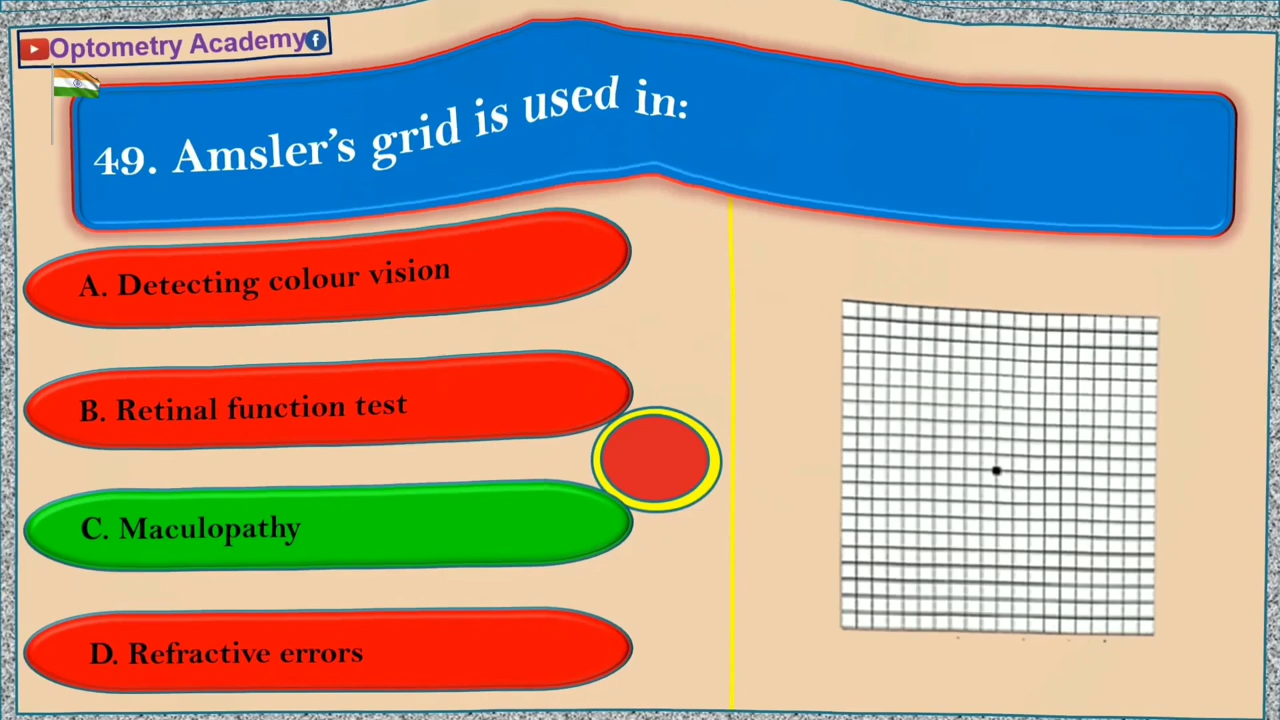 Optometry Academy
49. Amsler's grid is used in:
A. Detecting colour vision
B. Retinal function test
C. Maculopathy
D. Refractive errors